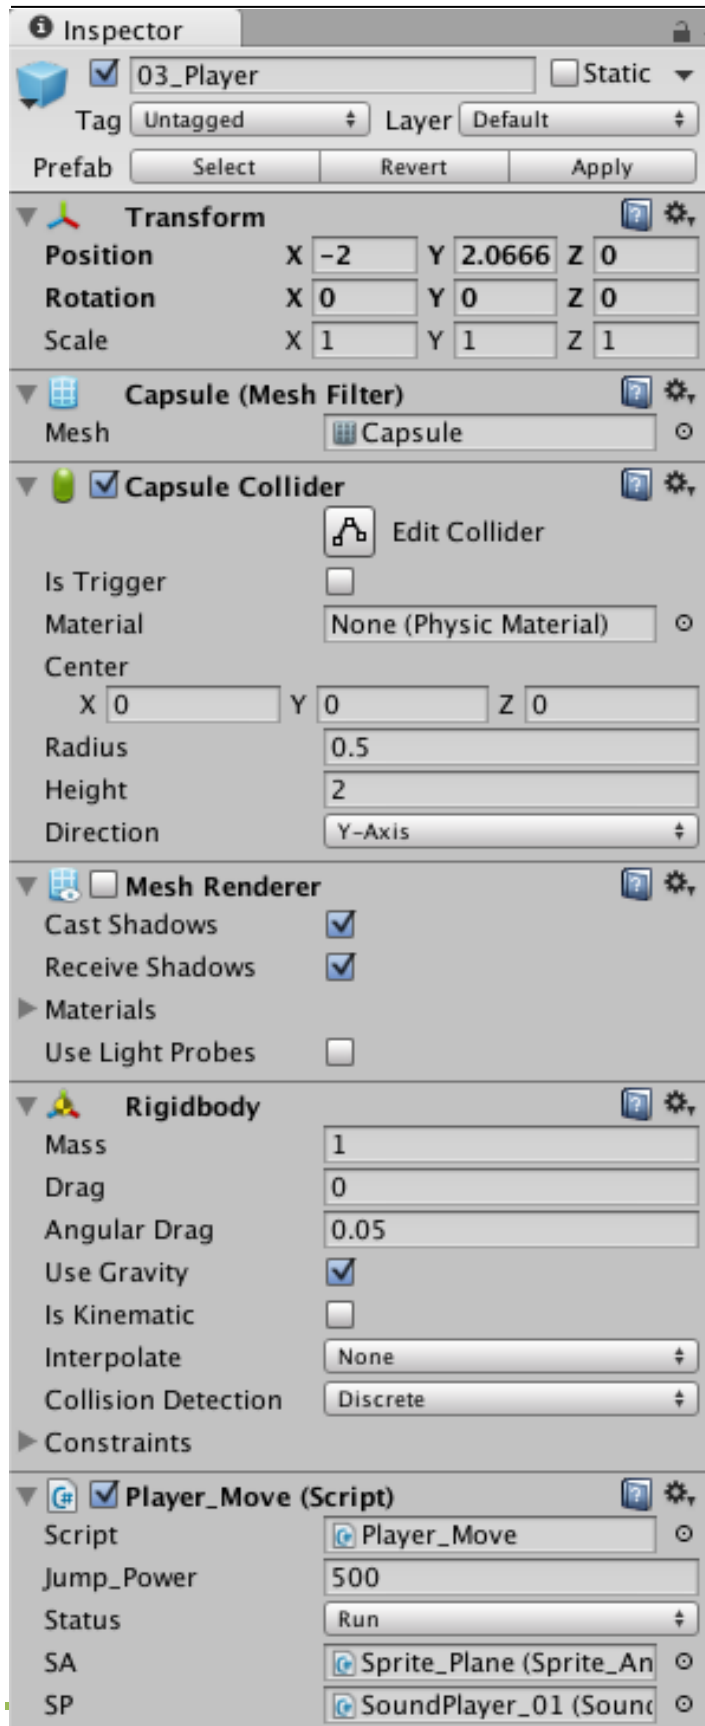 Inspector
03_Player Static
Tag Untagged Layer Default
Prefab Select Revert Apply
Transform
Position X -2 Y 2.0666 Z 0
Rotation X 0 Y 0 Z 0
Scale X 1 Y 1 Z 1
Capsule (Mesh Filter)
Mesh Capsule
Capsule Collider
Edit Collider
Is Trigger
Material None (Physic Material)
Center
X 0 Y 0 Z 0
Radius 0.5
Height 2
Direction Y-Axis
Mesh Renderer
Cast Shadows
Receive Shadows
Materials
Use Light Probes
Rigidbody
Mass 1
Drag 0
Angular Drag 0.05
Use Gravity
Is Kinematic
Interpolate None
Collision Detection Discrete
Constraints
Player_Move (Script)
Script Player_Move
Jump_Power 500
Status Run
SA Sprite_Plane (Sprite_An
SP SoundPlayer_01 (Sound